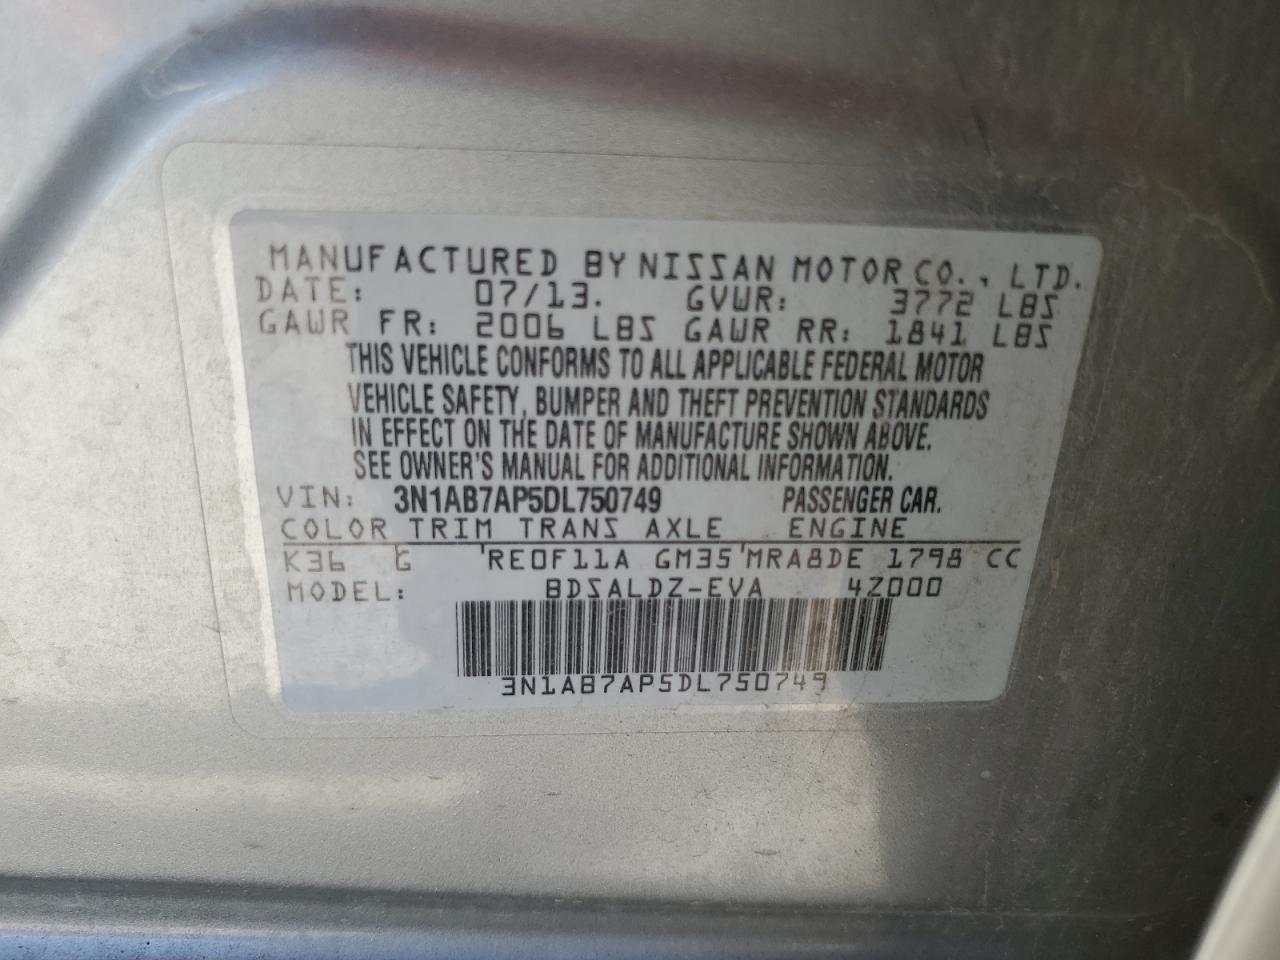 MANUFACTURED BY NISSAN MOTOR CO., LTD.
DATE: 07/13. GVWR: 3772 LBS
GAWR FR: 2006 LBS GAWR RR: 1841 LBS
THIS VEHICLE CONFORMS TO ALL APPLICABLE FEDERAL MOTOR
VEHICLE SAFETY, BUMPER AND THEFT PREVENTION STANDARDS
IN EFFECT ON THE DATE OF MANUFACTURE SHOWN ABOVE.
SEE OWNER'S MANUAL FOR ADDITIONAL INFORMATION.
VIN: 3N1AB7AP5DL750749 PASSENGER CAR.
COLOR TRIM TRANS AXLE ENGINE
K36 G RE0F11A GM35 MRA8DE 1798 CC
MODEL: BDSALDZ-EVA 4Z000
3N1AB7AP5DL750749